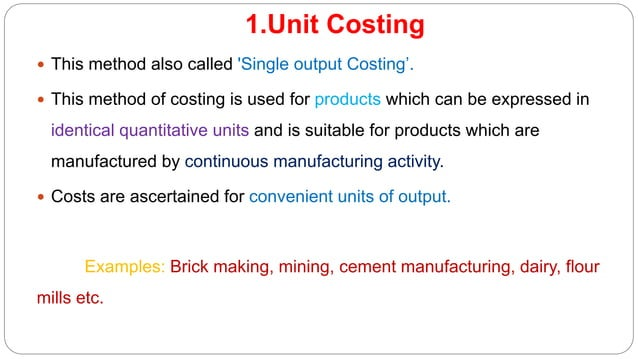 1.Unit Costing
• This method also called 'Single output Costing’.
• This method of costing is used for products which can be expressed in
identical quantitative units and is suitable for products which are
manufactured by continuous manufacturing activity.
• Costs are ascertained for convenient units of output.
Examples: Brick making, mining, cement manufacturing, dairy, flour
mills etc.